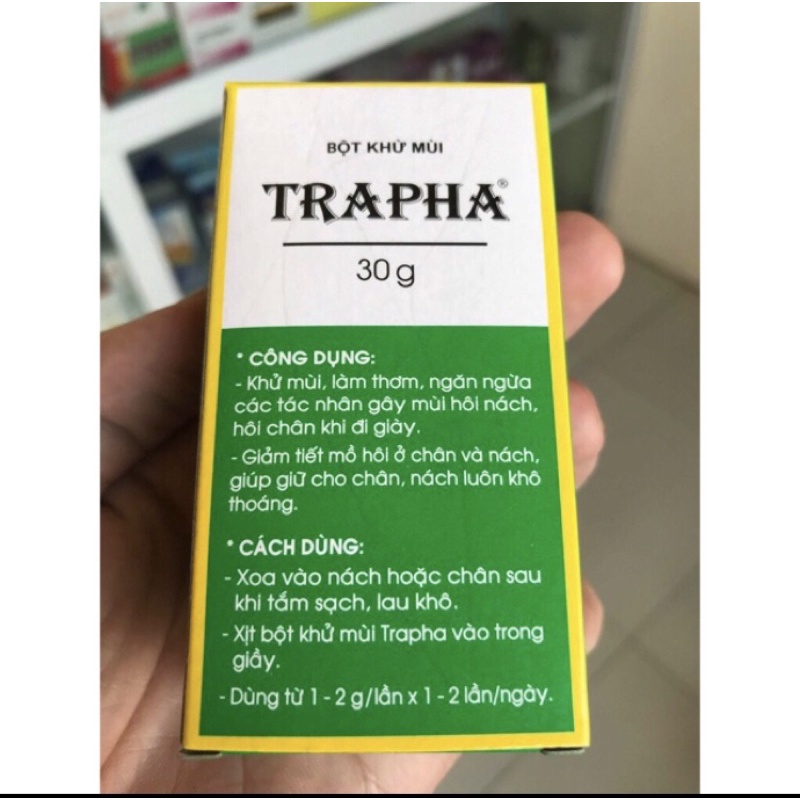 BỘT KHỬ MÙI
TRAPHA®
30 g
* CÔNG DỤNG:
- Khử mùi, làm thơm, ngăn ngừa
các tác nhân gây mùi hôi nách,
hôi chân khi đi giày.
- Giảm tiết mồ hôi ở chân và nách,
giúp giữ cho chân, nách luôn khô
thoáng.
* CÁCH DÙNG:
- Xoa vào nách hoặc chân sau
khi tắm sạch, lau khô.
- Xịt bột khử mùi Trapha vào trong
giầy.
- Dùng từ 1 - 2 g/lần x 1 - 2 lần/ngày.